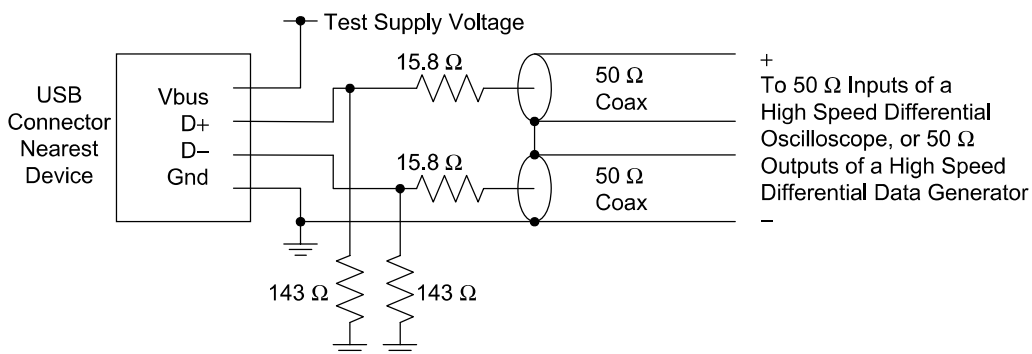 Test Supply Voltage
USB
Connector
Nearest
Device
Vbus
D+
D−
Gnd
15.8 Ω
15.8 Ω
143 Ω
143 Ω
50 Ω
Coax
50 Ω
Coax
+
To 50 Ω Inputs of a
High Speed Differential
Oscilloscope, or 50 Ω
Outputs of a High Speed
Differential Data Generator
−